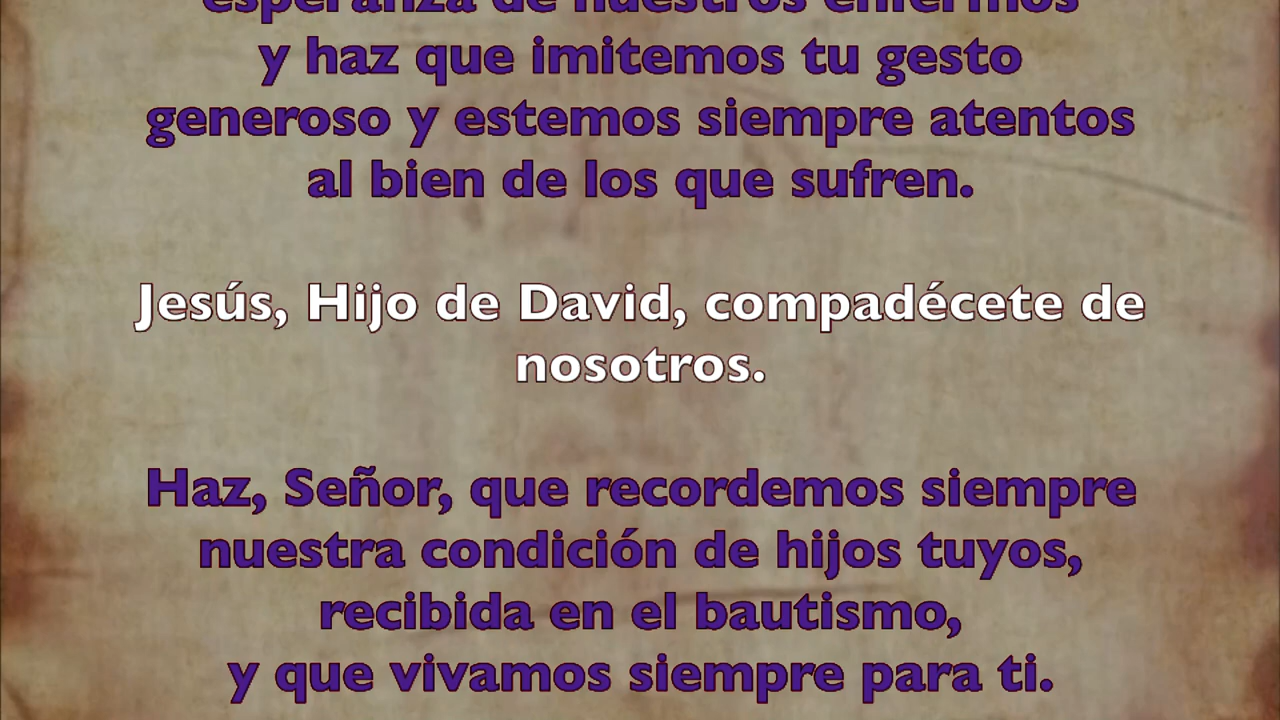 esperanza de nuestros enfermos
y haz que imitemos tu gesto
generoso y estemos siempre atentos
al bien de los que sufren.
Jesús, Hijo de David, compadécete de
nosotros.
Haz, Señor, que recordemos siempre
nuestra condición de hijos tuyos,
recibida en el bautismo,
y que vivamos siempre para ti.